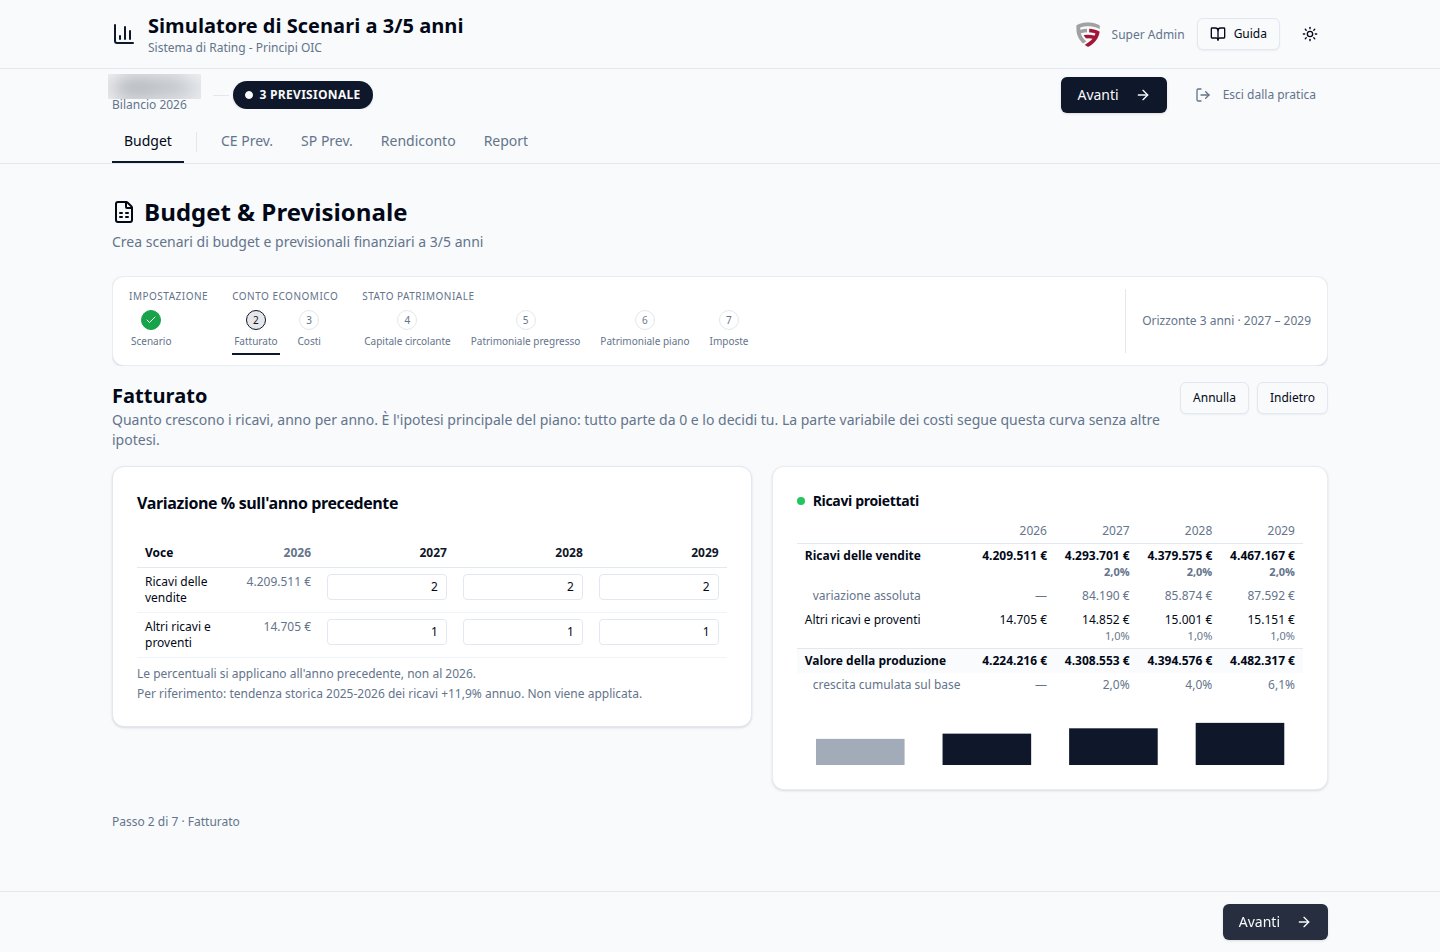 Simulatore di Scenari a 3/5 anni
Sistema di Rating - Principi OIC
Super Admin
Guida
Bilancio 2026
3 PREVISIONALE
Avanti
Esci dalla pratica
Budget
CE Prev.
SP Prev.
Rendiconto
Report
Budget & Previsionale
Crea scenari di budget e previsionali finanziari a 3/5 anni
IMPOSTAZIONE
CONTO ECONOMICO
STATO PATRIMONIALE
2
3
4
5
6
7
Scenario
Fatturato
Costi
Capitale circolante
Patrimoniale pregresso
Patrimoniale piano
Imposte
Orizzonte 3 anni · 2027 – 2029
Fatturato
Annulla
Indietro
Quanto crescono i ricavi, anno per anno. È l'ipotesi principale del piano: tutto parte da 0 e lo decidi tu. La parte variabile dei costi segue questa curva senza altre
ipotesi.
Variazione % sull'anno precedente
Voce 2026 2027 2028 2029
Ricavi delle
vendite
4.209.511 € 2 2 2
Altri ricavi e
proventi
14.705 € 1 1 1
Le percentuali si applicano all'anno precedente, non al 2026.
Per riferimento: tendenza storica 2025-2026 dei ricavi +11,9% annuo. Non viene applicata.
Ricavi proiettati
2026 2027 2028 2029
Ricavi delle vendite 4.209.511 € 4.293.701 € 4.379.575 € 4.467.167 €
2,0% 2,0% 2,0%
variazione assoluta — 84.190 € 85.874 € 87.592 €
Altri ricavi e proventi 14.705 € 14.852 € 15.001 € 15.151 €
1,0% 1,0% 1,0%
Valore della produzione 4.224.216 € 4.308.553 € 4.394.576 € 4.482.317 €
crescita cumulata sul base — 2,0% 4,0% 6,1%
Passo 2 di 7 · Fatturato
Avanti